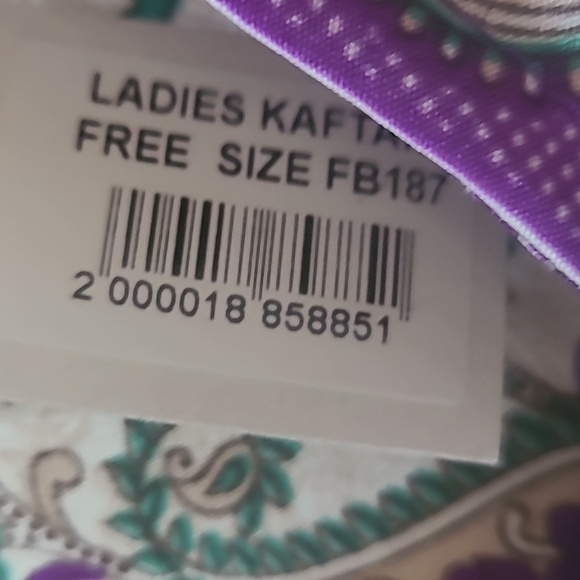 LADIES KAFTA
FREE SIZE FB187
2 000018 858851